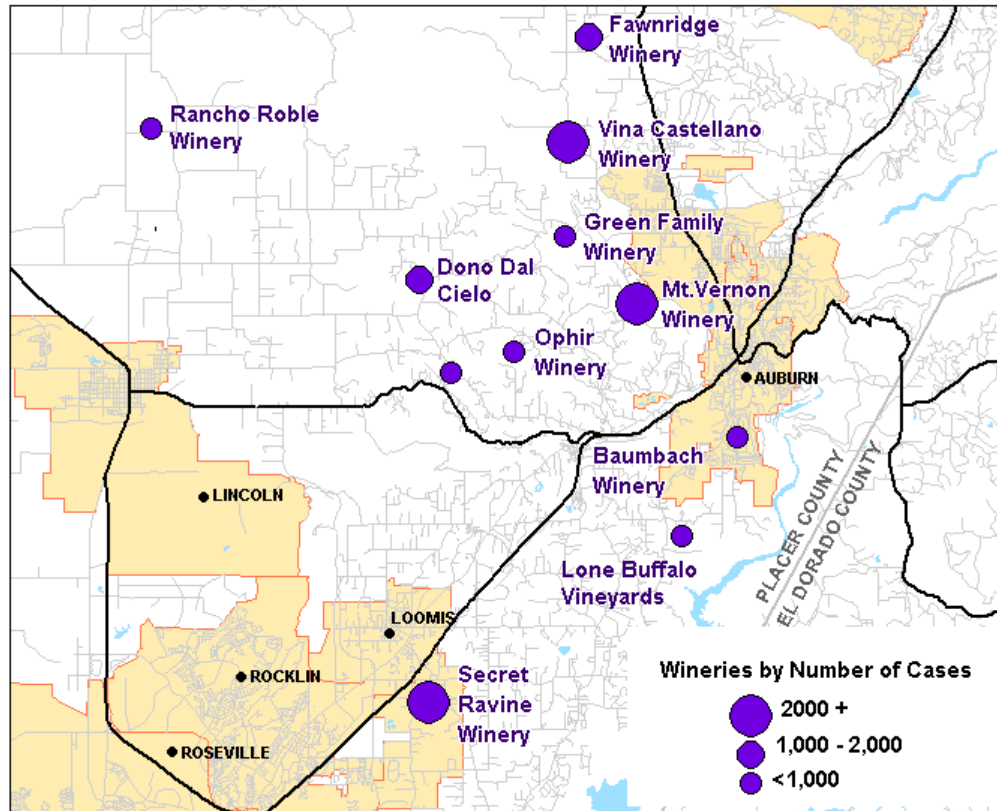 Fawnridge
Winery
Rancho Roble
Winery
Vina Castellano
Winery
Green Family
Winery
Dono Dal
Cielo
Mt.Vernon
Winery
Ophir
Winery
AUBURN
Baumbach
Winery
LINCOLN
PLACER COUNTY
EL DORADO COUNTY
Lone Buffalo
Vineyards
LOOMIS
ROCKLIN
Secret
Ravine
Winery
ROSEVILLE
Wineries by Number of Cases
2000 +
1,000 - 2,000
<1,000